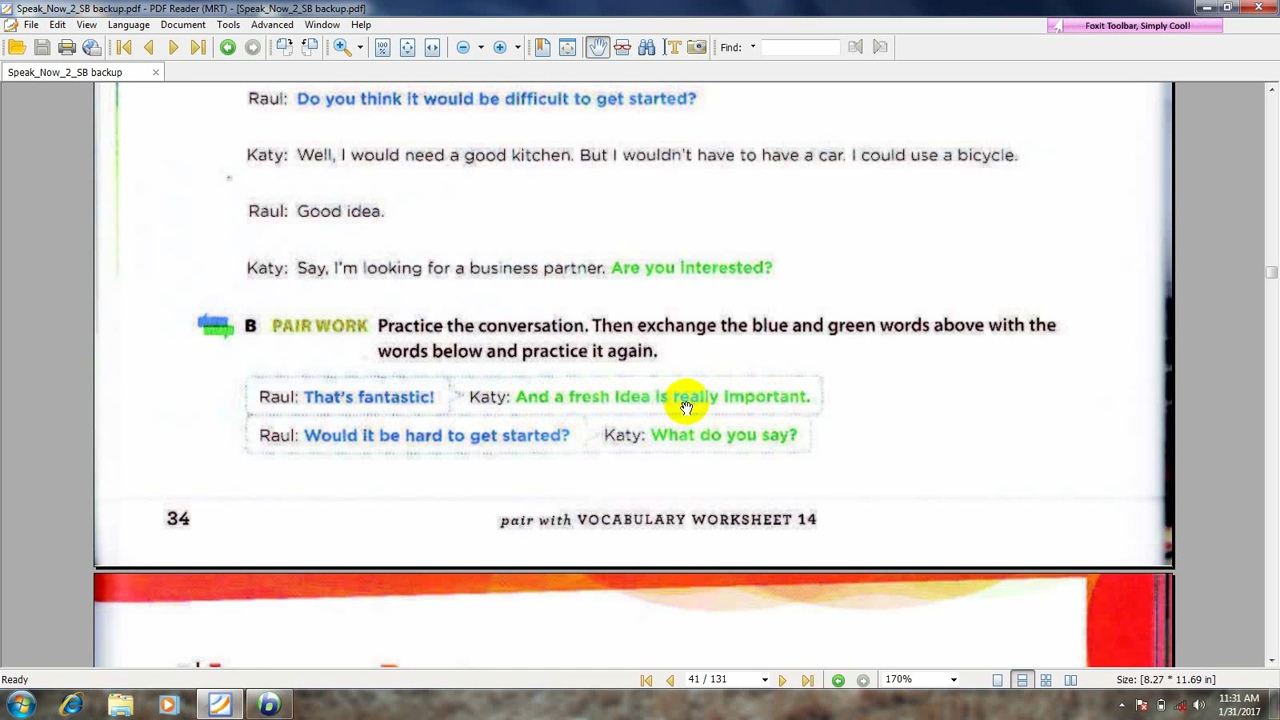 Speak_Now_2_SB backup.pdf - PDF Reader (MRT) - [Speak_Now_2_SB backup.pdf]
File Edit View Language Document Tools Advanced Window Help
Foxit Toolbar, Simply Cool!
Find:
Speak_Now_2_SB backup
Raul: Do you think it would be difficult to get started?
Katy: Well, I would need a good kitchen. But I wouldn't have to have a car. I could use a bicycle.
Raul: Good idea.
Katy: Say, I'm looking for a business partner. Are you interested?
B PAIR WORK Practice the conversation. Then exchange the blue and green words above with the
words below and practice it again.
Raul: That's fantastic! Katy: And a fresh idea is really important.
Raul: Would it be hard to get started? Katy: What do you say?
34 pair with VOCABULARY WORKSHEET 14
Ready 41 / 131 170% Size: [8.27 * 11.69 in]
11:31 AM
1/31/2017